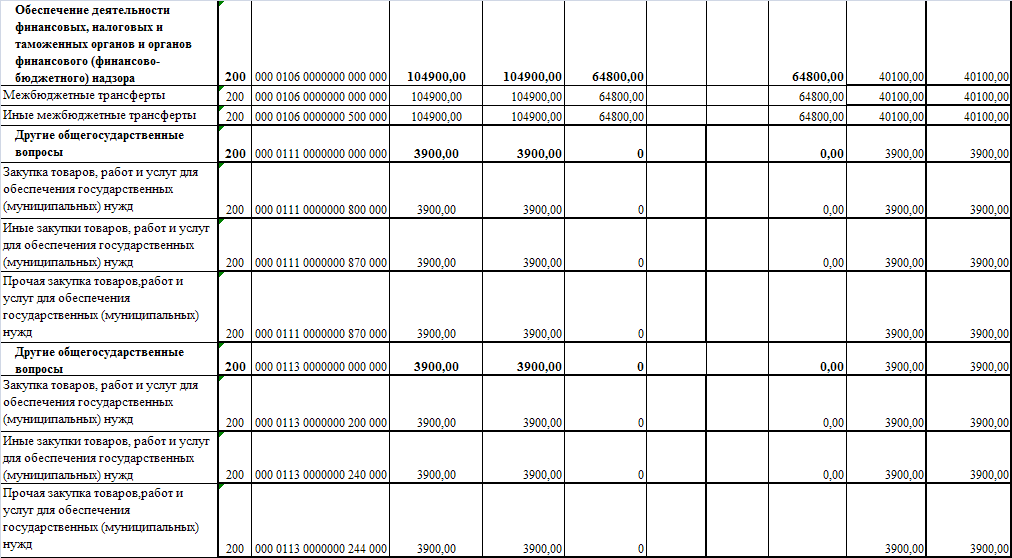 Обеспечение деятельности
финансовых, налоговых и
таможенных органов и органов
финансового (финансово-
бюджетного) надзора 200 000 0106 0000000 000 000 104900,00 104900,00 64800,00 64800,00 40100,00 40100,00
Межбюджетные трансферты 200 000 0106 0000000 000 000 104900,00 104900,00 64800,00 64800,00 40100,00 40100,00
Иные межбюджетные трансферты 200 000 0106 0000000 500 000 104900,00 104900,00 64800,00 64800,00 40100,00 40100,00
Другие общегосударственные
вопросы 200 000 0111 0000000 000 000 3900,00 3900,00 0 0,00 3900,00 3900,00
Закупка товаров, работ и услуг для
обеспечения государственных
(муниципальных) нужд 200 000 0111 0000000 800 000 3900,00 3900,00 0 0,00 3900,00 3900,00
Иные закупки товаров, работ и услуг
для обеспечения государственных
(муниципальных) нужд 200 000 0111 0000000 870 000 3900,00 3900,00 0 0,00 3900,00 3900,00
Прочая закупка товаров,работ и
услуг для обеспечения
государственных (муниципальных)
нужд 200 000 0111 0000000 870 000 3900,00 3900,00 0 3900,00 3900,00
Другие общегосударственные
вопросы 200 000 0113 0000000 000 000 3900,00 3900,00 0 0,00 3900,00 3900,00
Закупка товаров, работ и услуг для
обеспечения государственных
(муниципальных) нужд 200 000 0113 0000000 200 000 3900,00 3900,00 0 0,00 3900,00 3900,00
Иные закупки товаров, работ и услуг
для обеспечения государственных
(муниципальных) нужд 200 000 0113 0000000 240 000 3900,00 3900,00 0 0,00 3900,00 3900,00
Прочая закупка товаров,работ и
услуг для обеспечения
государственных (муниципальных)
нужд 200 000 0113 0000000 244 000 3900,00 3900,00 0 3900,00 3900,00